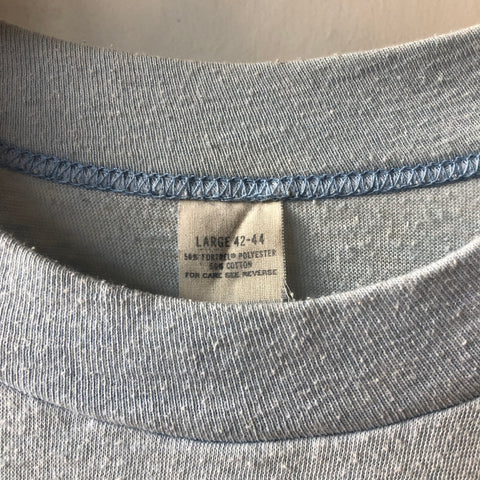 LARGE 42-44
50% FORTREL® POLYESTER
50% COTTON
FOR CARE SEE REVERSE